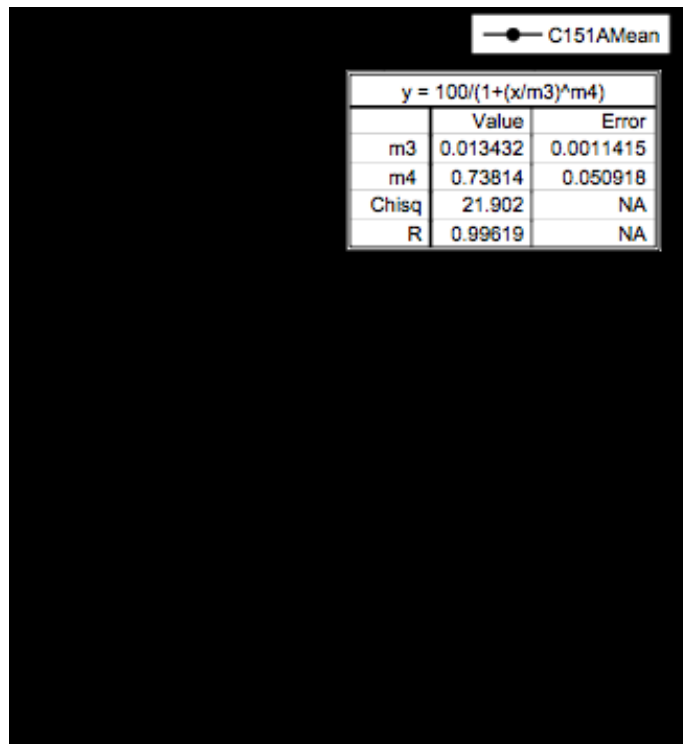 C151AMean
y = 100/(1+(x/m3)^m4)
Value Error
m3 0.013432 0.0011415
m4 0.73814 0.050918
Chisq 21.902 NA
R 0.99619 NA